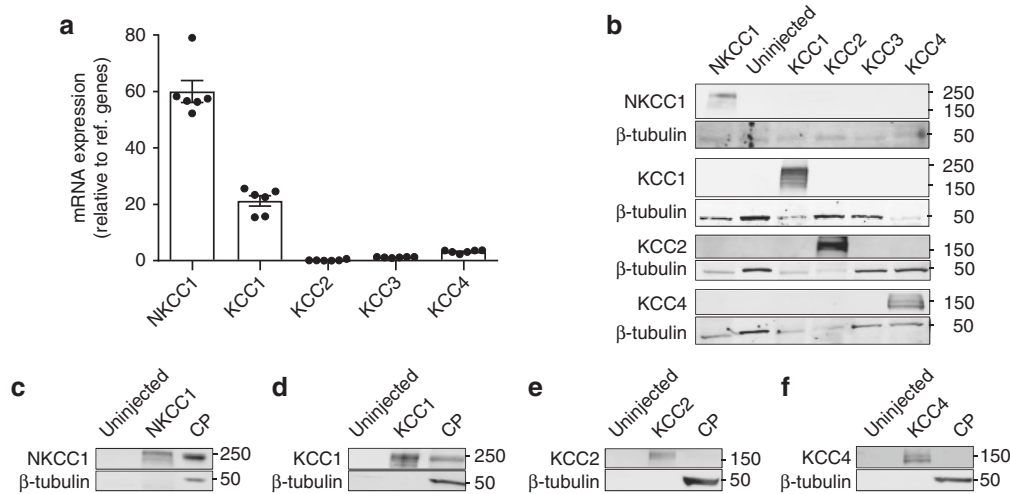 a
mRNA expression
(relative to ref. genes)
80
60
40
20
0
NKCC1
KCC1
KCC2
KCC3
KCC4
b
NKCC1
Uninjected
KCC1
KCC2
KCC3
KCC4
NKCC1
250
150
β-tubulin
50
KCC1
250
150
β-tubulin
50
KCC2
150
β-tubulin
50
KCC4
150
β-tubulin
50
c
Uninjected
NKCC1
CP
NKCC1
250
β-tubulin
50
d
Uninjected
KCC1
CP
KCC1
250
β-tubulin
50
e
Uninjected
KCC2
CP
KCC2
150
β-tubulin
50
f
Uninjected
KCC4
CP
KCC4
150
β-tubulin
50